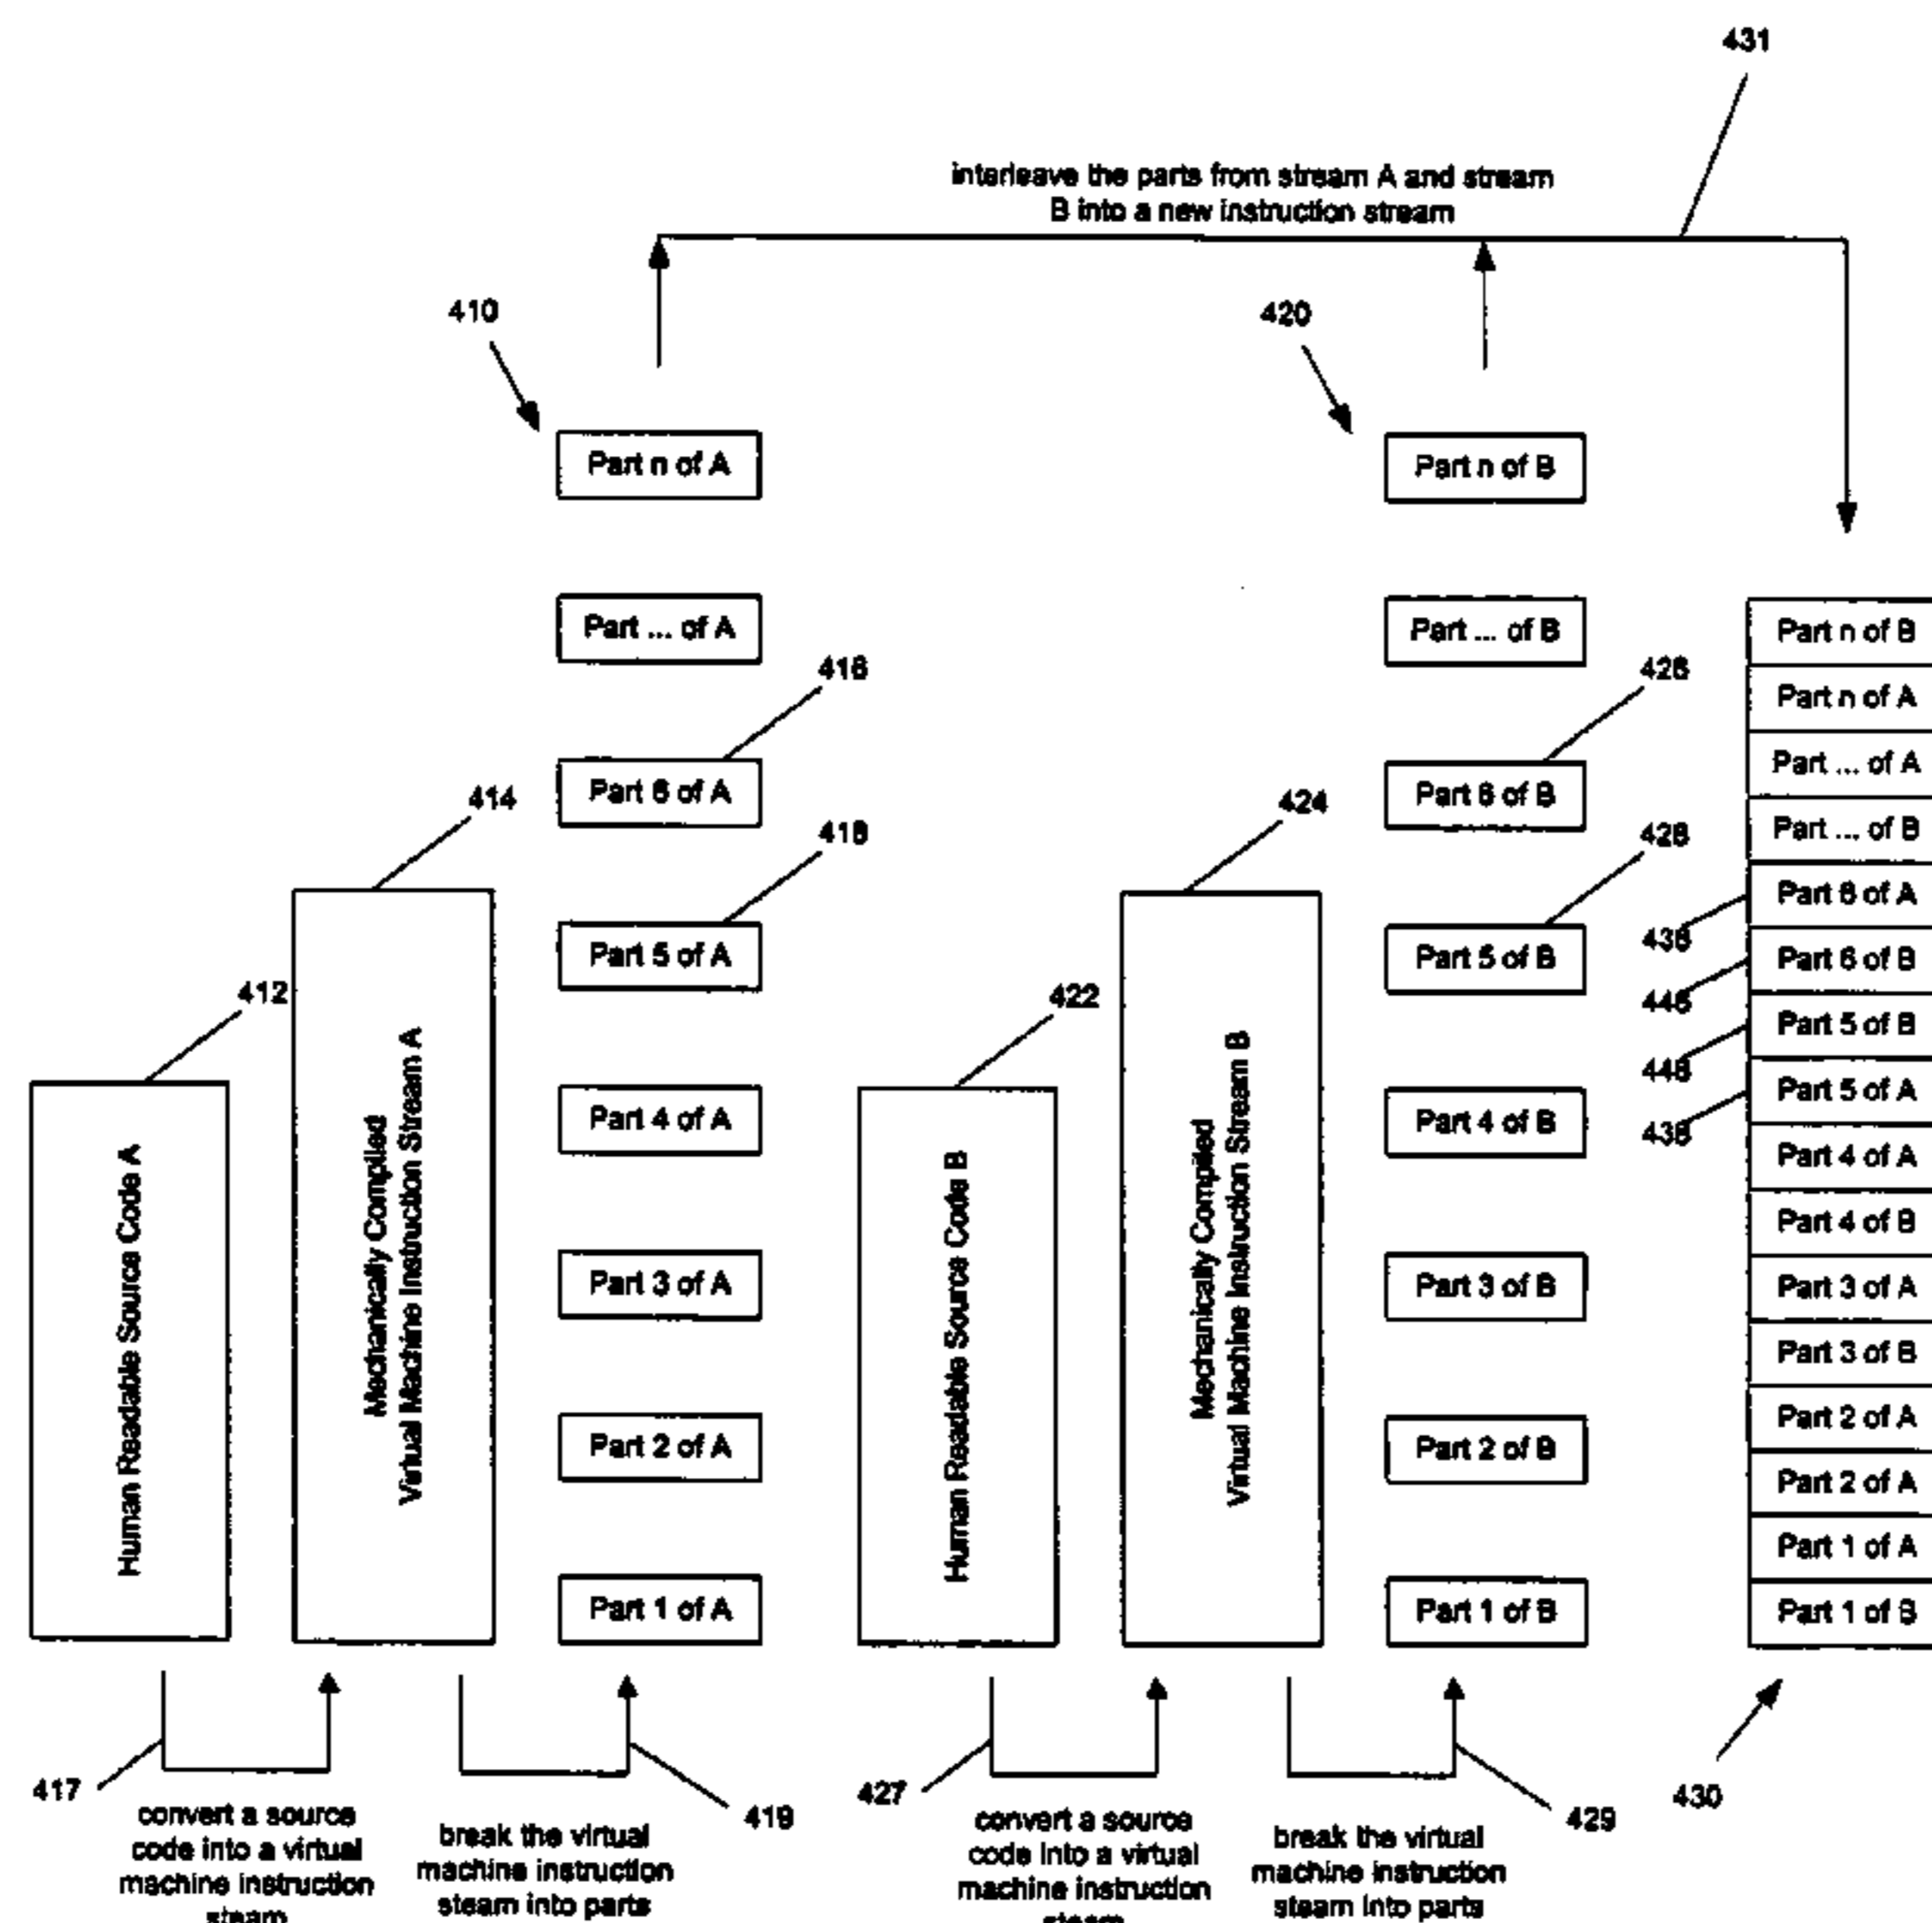 431
interleave the parts from stream A and stream
B into a new instruction stream
410
420
Part n of A
Part n of B
Part ... of A
Part ... of B
416
426
Part 6 of A
Part 6 of B
414
424
418
428
Part 5 of A
Part 5 of B
412
422
Part 4 of A
Part 4 of B
Part 3 of A
Part 3 of B
Part 2 of A
Part 2 of B
Part 1 of A
Part 1 of B
Human Readable Source Code A
Mechanically Compiled
Virtual Machine Instruction Stream A
Human Readable Source Code B
Mechanically Compiled
Virtual Machine Instruction Stream B
Part n of B
Part n of A
Part ... of A
Part ... of B
Part 6 of A
Part 6 of B
Part 5 of B
Part 5 of A
Part 4 of A
Part 4 of B
Part 3 of A
Part 3 of B
Part 2 of A
Part 2 of A
Part 1 of A
Part 1 of B
417
convert a source
code into a virtual
machine instruction
steam
419
break the virtual
machine instruction
steam into parts
427
convert a source
code into a virtual
machine instruction
steam
429
break the virtual
machine instruction
steam into parts
430